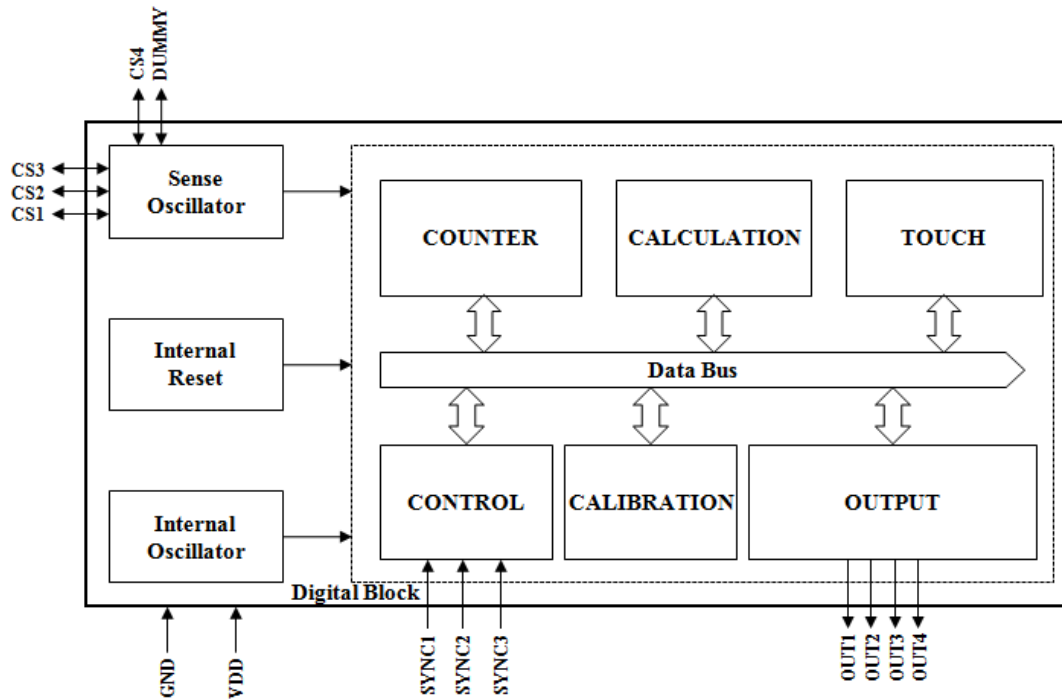 CS4
DUMMY
CS3
CS2
CS1
Sense
Oscillator
COUNTER
CALCULATION
TOUCH
Internal
Reset
Data Bus
Internal
Oscillator
CONTROL
CALIBRATION
OUTPUT
Digital Block
GND
VDD
SYNC1
SYNC2
SYNC3
OUT1
OUT2
OUT3
OUT4